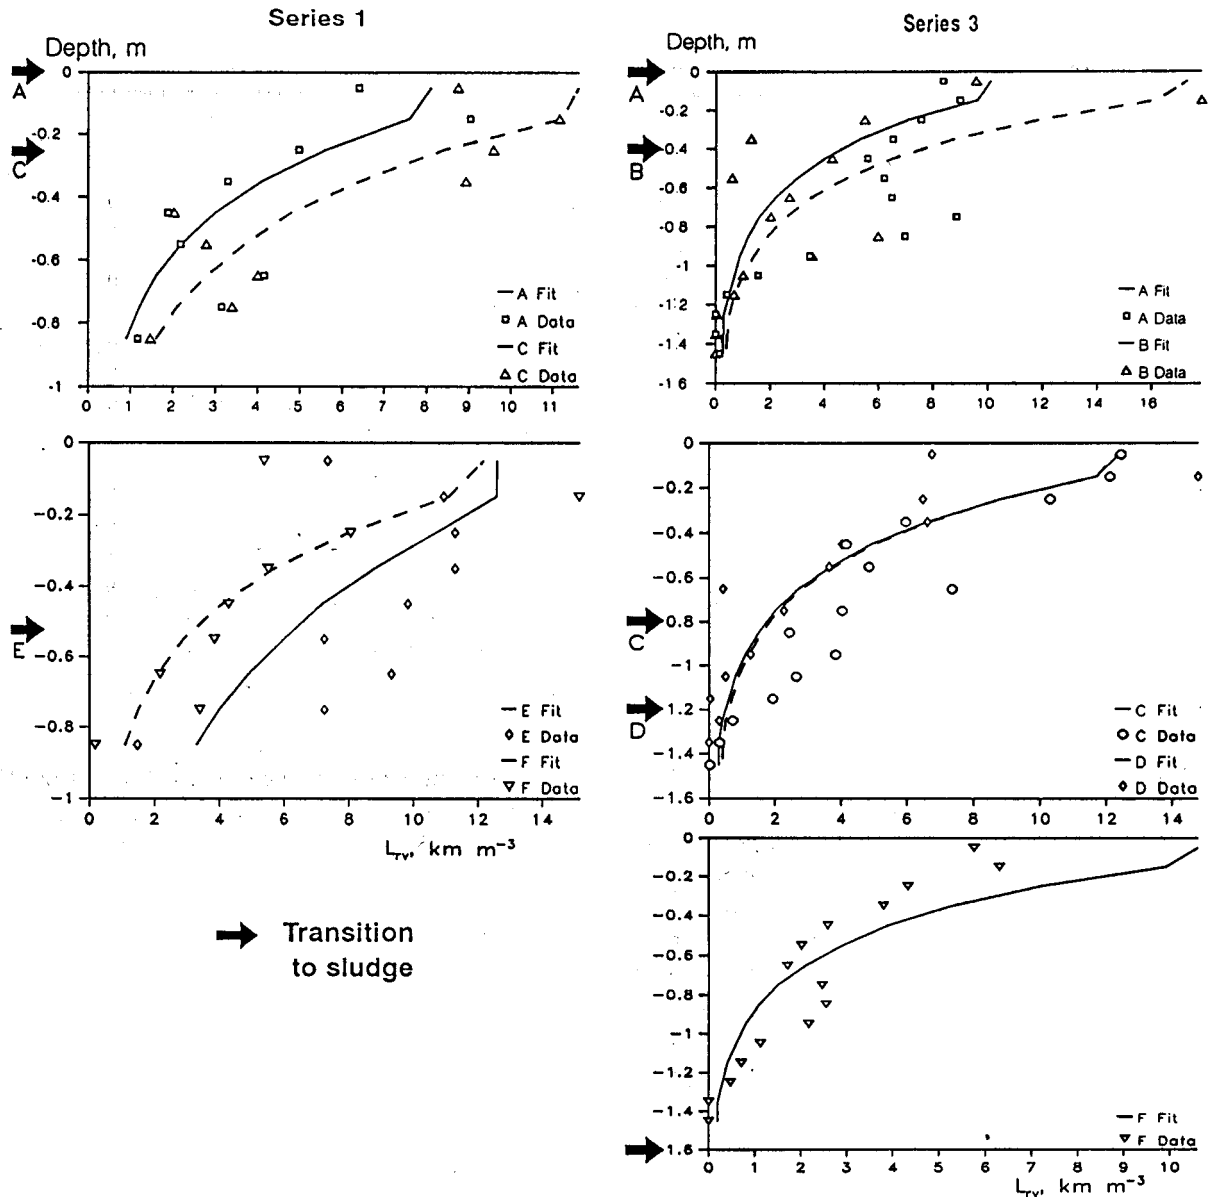 Series 1
Depth, m
0
-0.2
-0.4
-0.6
-0.8
-1
A
C
A Fit
A Data
C Fit
C Data
0 1 2 3 4 5 6 7 8 9 10 11
0
-0.2
-0.4
-0.6
-0.8
-1
E
E Fit
E Data
F Fit
F Data
0 2 4 6 8 10 12 14
L_TV, km m⁻³
Transition
to sludge
Series 3
Depth, m
0
-0.2
-0.4
-0.6
-0.8
-1
-1.2
-1.4
-1 6
A
B
A Fit
A Data
B Fit
B Data
0 2 4 6 8 10 12 14 16
0
-0.2
-0.4
-0.6
-0.8
-1
-1.2
-1.4
-1.6
C
D
C Fit
C Data
D Fit
D Data
0 2 4 6 8 10 12 14
0
-0.2
-0.4
-0.6
-0.8
-1
-1.2
-1.4
-1.6
F
F Fit
F Data
0 1 2 3 4 5 6 7 8 9 10
L_TV, km m⁻³